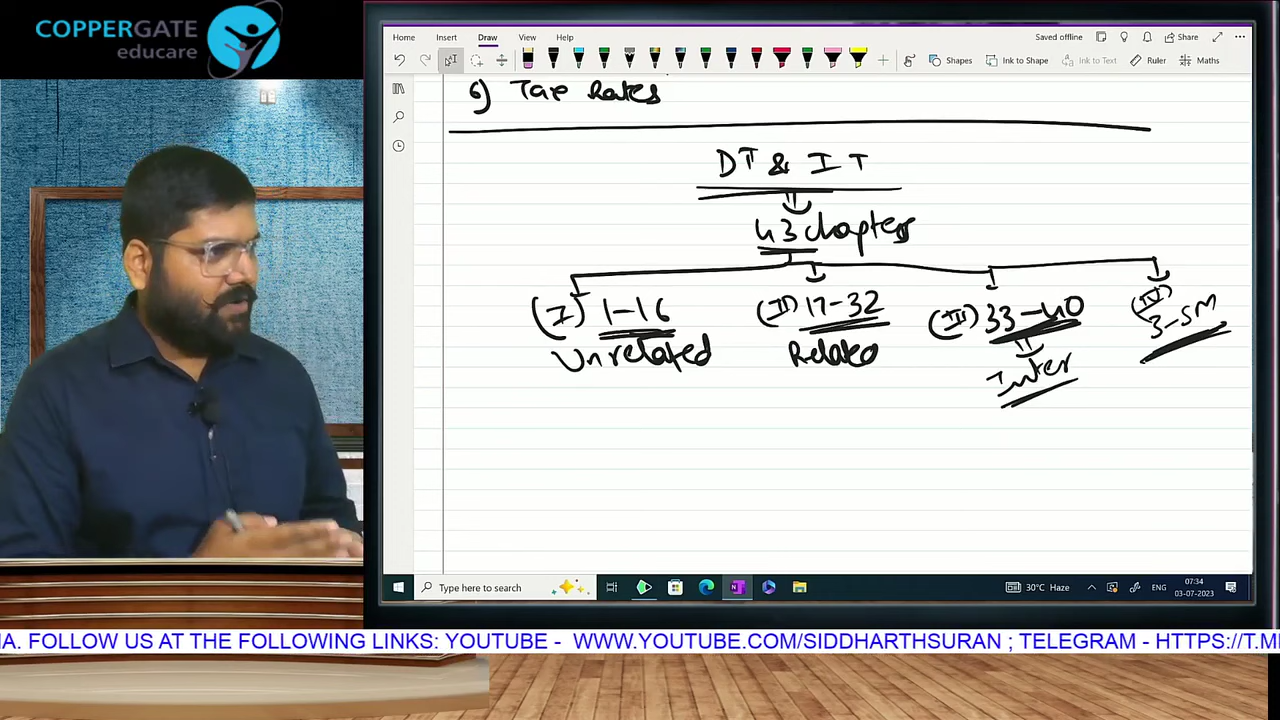 COPPERGATE
educare
Home Insert Draw View Help
Saved offline
Share
Shapes
Ink to Shape
Ink to Text
Ruler
Maths
6) Tax Rates
DT & IT
43 chapters
(I) 1-16 (II) 17-32 (III) 33-40 (IV) 3-SM
Unrelated Related Inter
Type here to search
30°C Haze
ENG
07:34
03-07-2023
IA. FOLLOW US AT THE FOLLOWING LINKS: YOUTUBE - WWW.YOUTUBE.COM/SIDDHARTHSURAN ; TELEGRAM - HTTPS://T.M